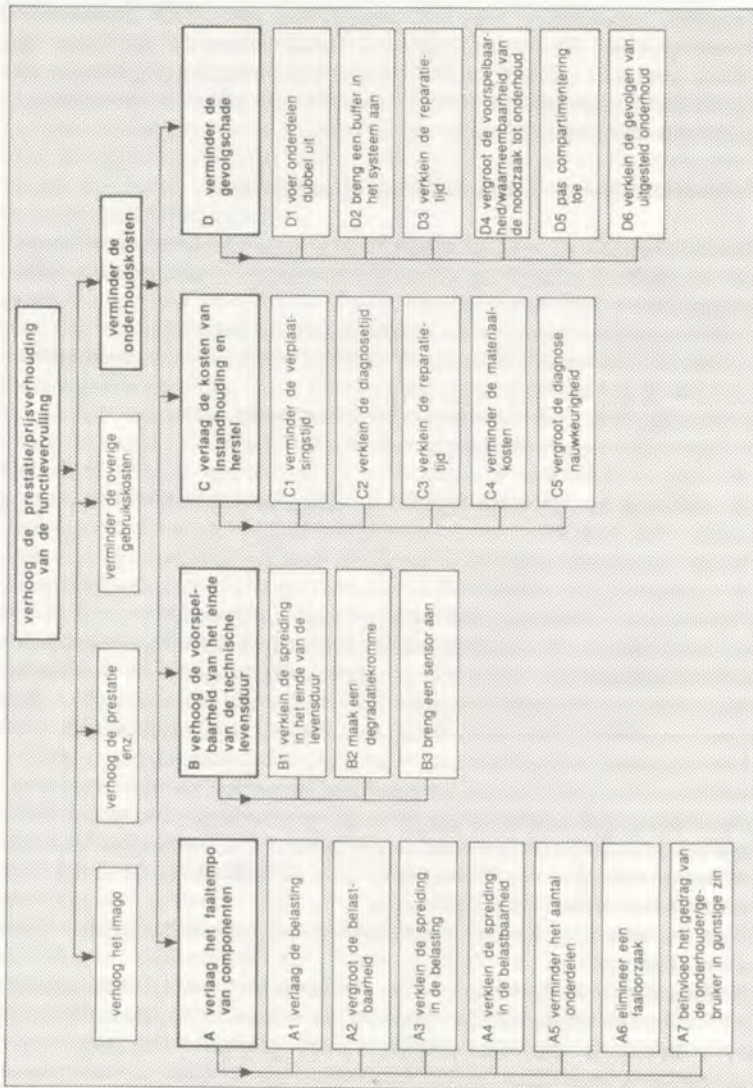 verhoog de prestatie/prijsverhouding
van de functievervulling
verhoog het imago
verhoog de prestatie
enz.
verminder de overige
gebruikskosten
verminder de
onderhoudskosten
A verlaag het faaltempo
van componenten
A1 verlaag de belasting
A2 vergroot de belast-
baarheid
A3 verklein de spreiding
in de belasting
A4 verklein de spreiding
in de belastbaarheid
A5 verminder het aantal
onderdelen
A6 elimineer een
faaloorzaak
A7 beïnvloed het gedrag van
de onderhouder/ge-
bruiker in gunstige zin
B verhoog de voorspel-
baarheid van het einde
van de technische
levensduur
B1 verklein de spreiding
in het einde van de
levensduur
B2 maak een
degradatiekromme
B3 breng een sensor aan
C verlaag de kosten van
instandhouding en
herstel
C1 verminder de verplaat-
singstijd
C2 verklein de diagnosetijd
C3 verklein de reparatie-
tijd
C4 verminder de materiaal-
kosten
C5 vergroot de diagnose
nauwkeurigheid
D verminder de
gevolgschade
D1 voer onderdelen
dubbel uit
D2 breng een buffer in
het systeem aan
D3 verklein de reparatie-
tijd
D4 vergroot de voorspelbaar-
heid/waarneembaarheid van
de noodzaak tot onderhoud
D5 pas compartimentering
toe
D6 verklein de gevolgen van
uitgesteld onderhoud